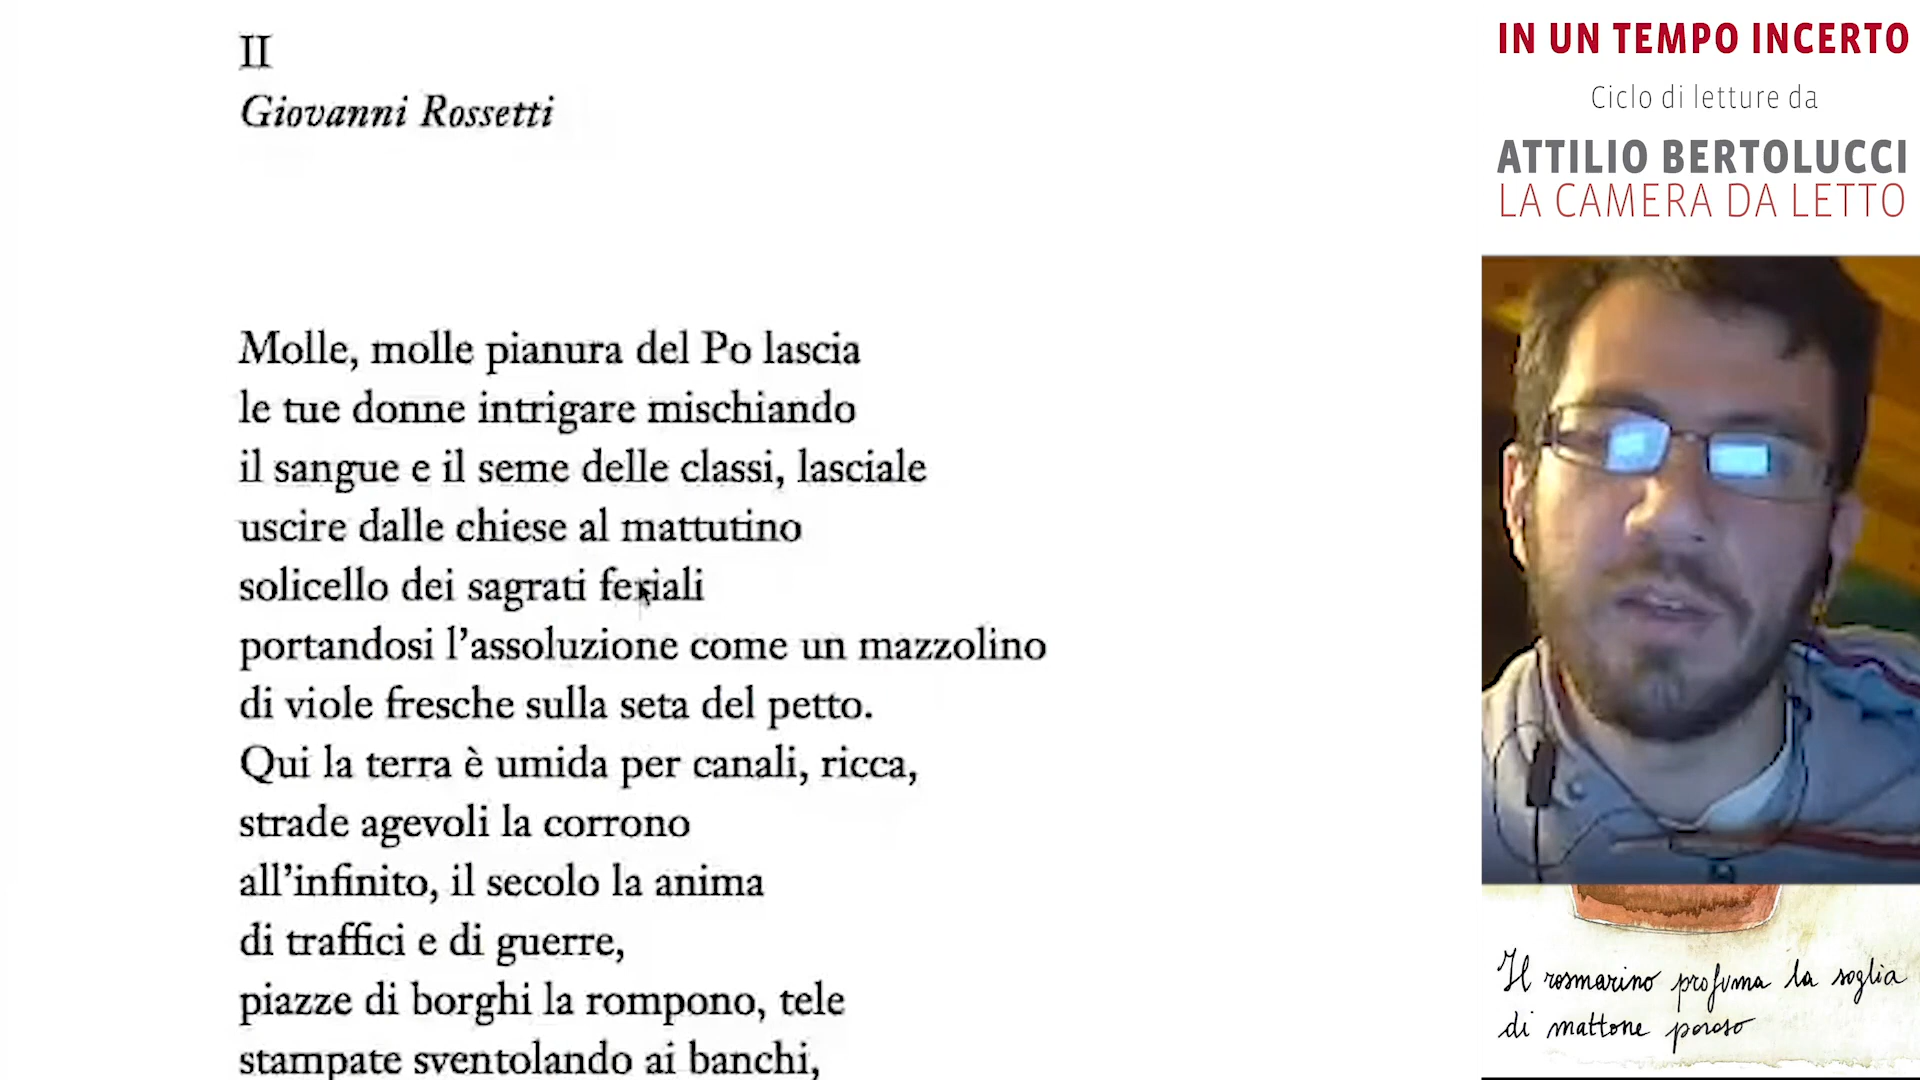 II
Giovanni Rossetti
Molle, molle pianura del Po lascia
le tue donne intrigare mischiando
il sangue e il seme delle classi, lasciale
uscire dalle chiese al mattutino
solicello dei sagrati feriali
portandosi l’assoluzione come un mazzolino
di viole fresche sulla seta del petto.
Qui la terra è umida per canali, ricca,
strade agevoli la corrono
all’infinito, il secolo la anima
di traffici e di guerre,
piazze di borghi la rompono, tele
stampate sventolando ai banchi,
IN UN TEMPO INCERTO
Ciclo di letture da
ATTILIO BERTOLUCCI
LA CAMERA DA LETTO
Il rosmarino profuma la soglia
di mattone poroso